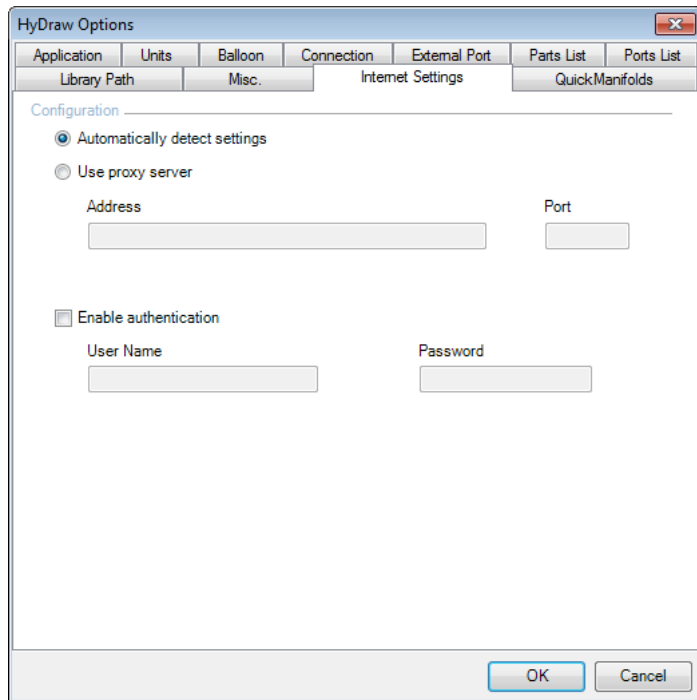 HyDraw Options
Application Units Balloon Connection External Port Parts List Ports List
Library Path Misc. Internet Settings QuickManifolds
Configuration
Automatically detect settings
Use proxy server
Address Port
Enable authentication
User Name Password
OK Cancel